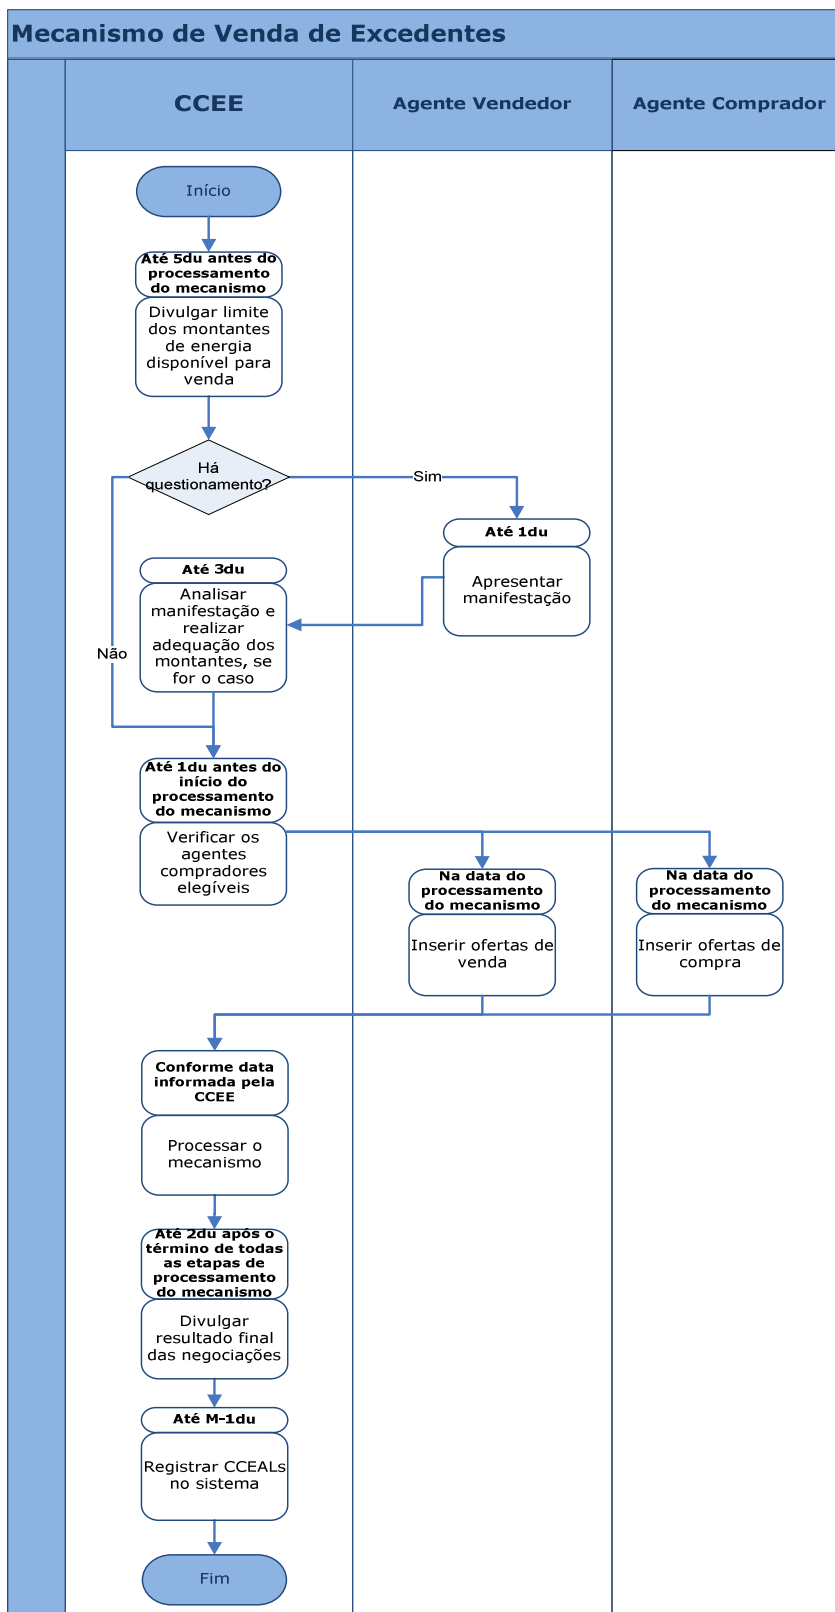 Mecanismo de Venda de Excedentes
CCEE
Agente Vendedor
Agente Comprador
Início
Até 5du antes do
processamento
do mecanismo
Divulgar limite
dos montantes
de energia
disponível para
venda
Há
questionamento?
Sim
Até 1du
Apresentar
manifestação
Até 3du
Analisar
manifestação e
realizar
adequação dos
montantes, se
for o caso
Não
Até 1du antes do
início do
processamento
do mecanismo
Verificar os
agentes
compradores
elegíveis
Na data do
processamento
do mecanismo
Inserir ofertas de
venda
Na data do
processamento
do mecanismo
Inserir ofertas de
compra
Conforme data
informada pela
CCEE
Processar o
mecanismo
Até 2du após o
término de todas
as etapas de
processamento
do mecanismo
Divulgar
resultado final
das negociações
Até M-1du
Registrar CCEALs
no sistema
Fim